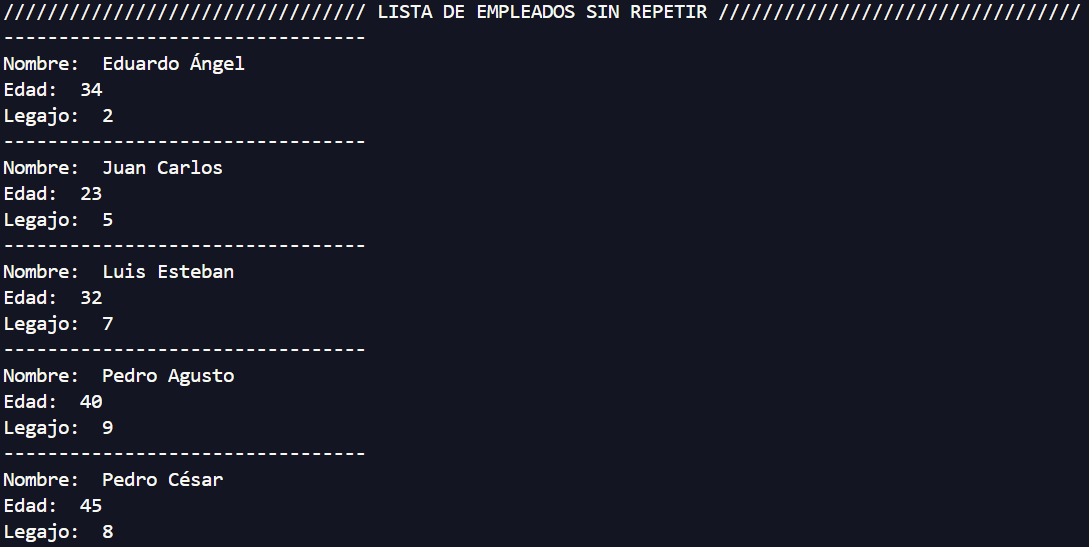 ///////////////////////////////// LISTA DE EMPLEADOS SIN REPETIR /////////////////////////////////
---------------------------------
Nombre:  Eduardo Ángel
Edad:  34
Legajo:  2
---------------------------------
Nombre:  Juan Carlos
Edad:  23
Legajo:  5
---------------------------------
Nombre:  Luis Esteban
Edad:  32
Legajo:  7
---------------------------------
Nombre:  Pedro Agusto
Edad:  40
Legajo:  9
---------------------------------
Nombre:  Pedro César
Edad:  45
Legajo:  8